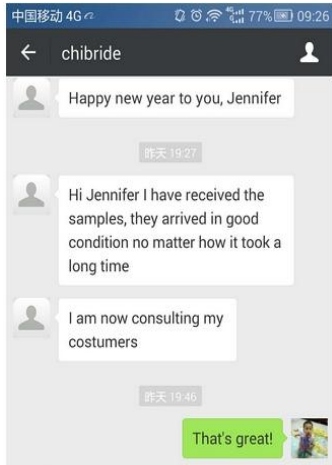 中国移动 4G 77% 09:26
chibride
Happy new year to you, Jennifer
昨天 19:27
Hi Jennifer I have received the
samples, they arrived in good
condition no matter how it took a
long time
I am now consulting my
costumers
昨天 19:46
That's great!